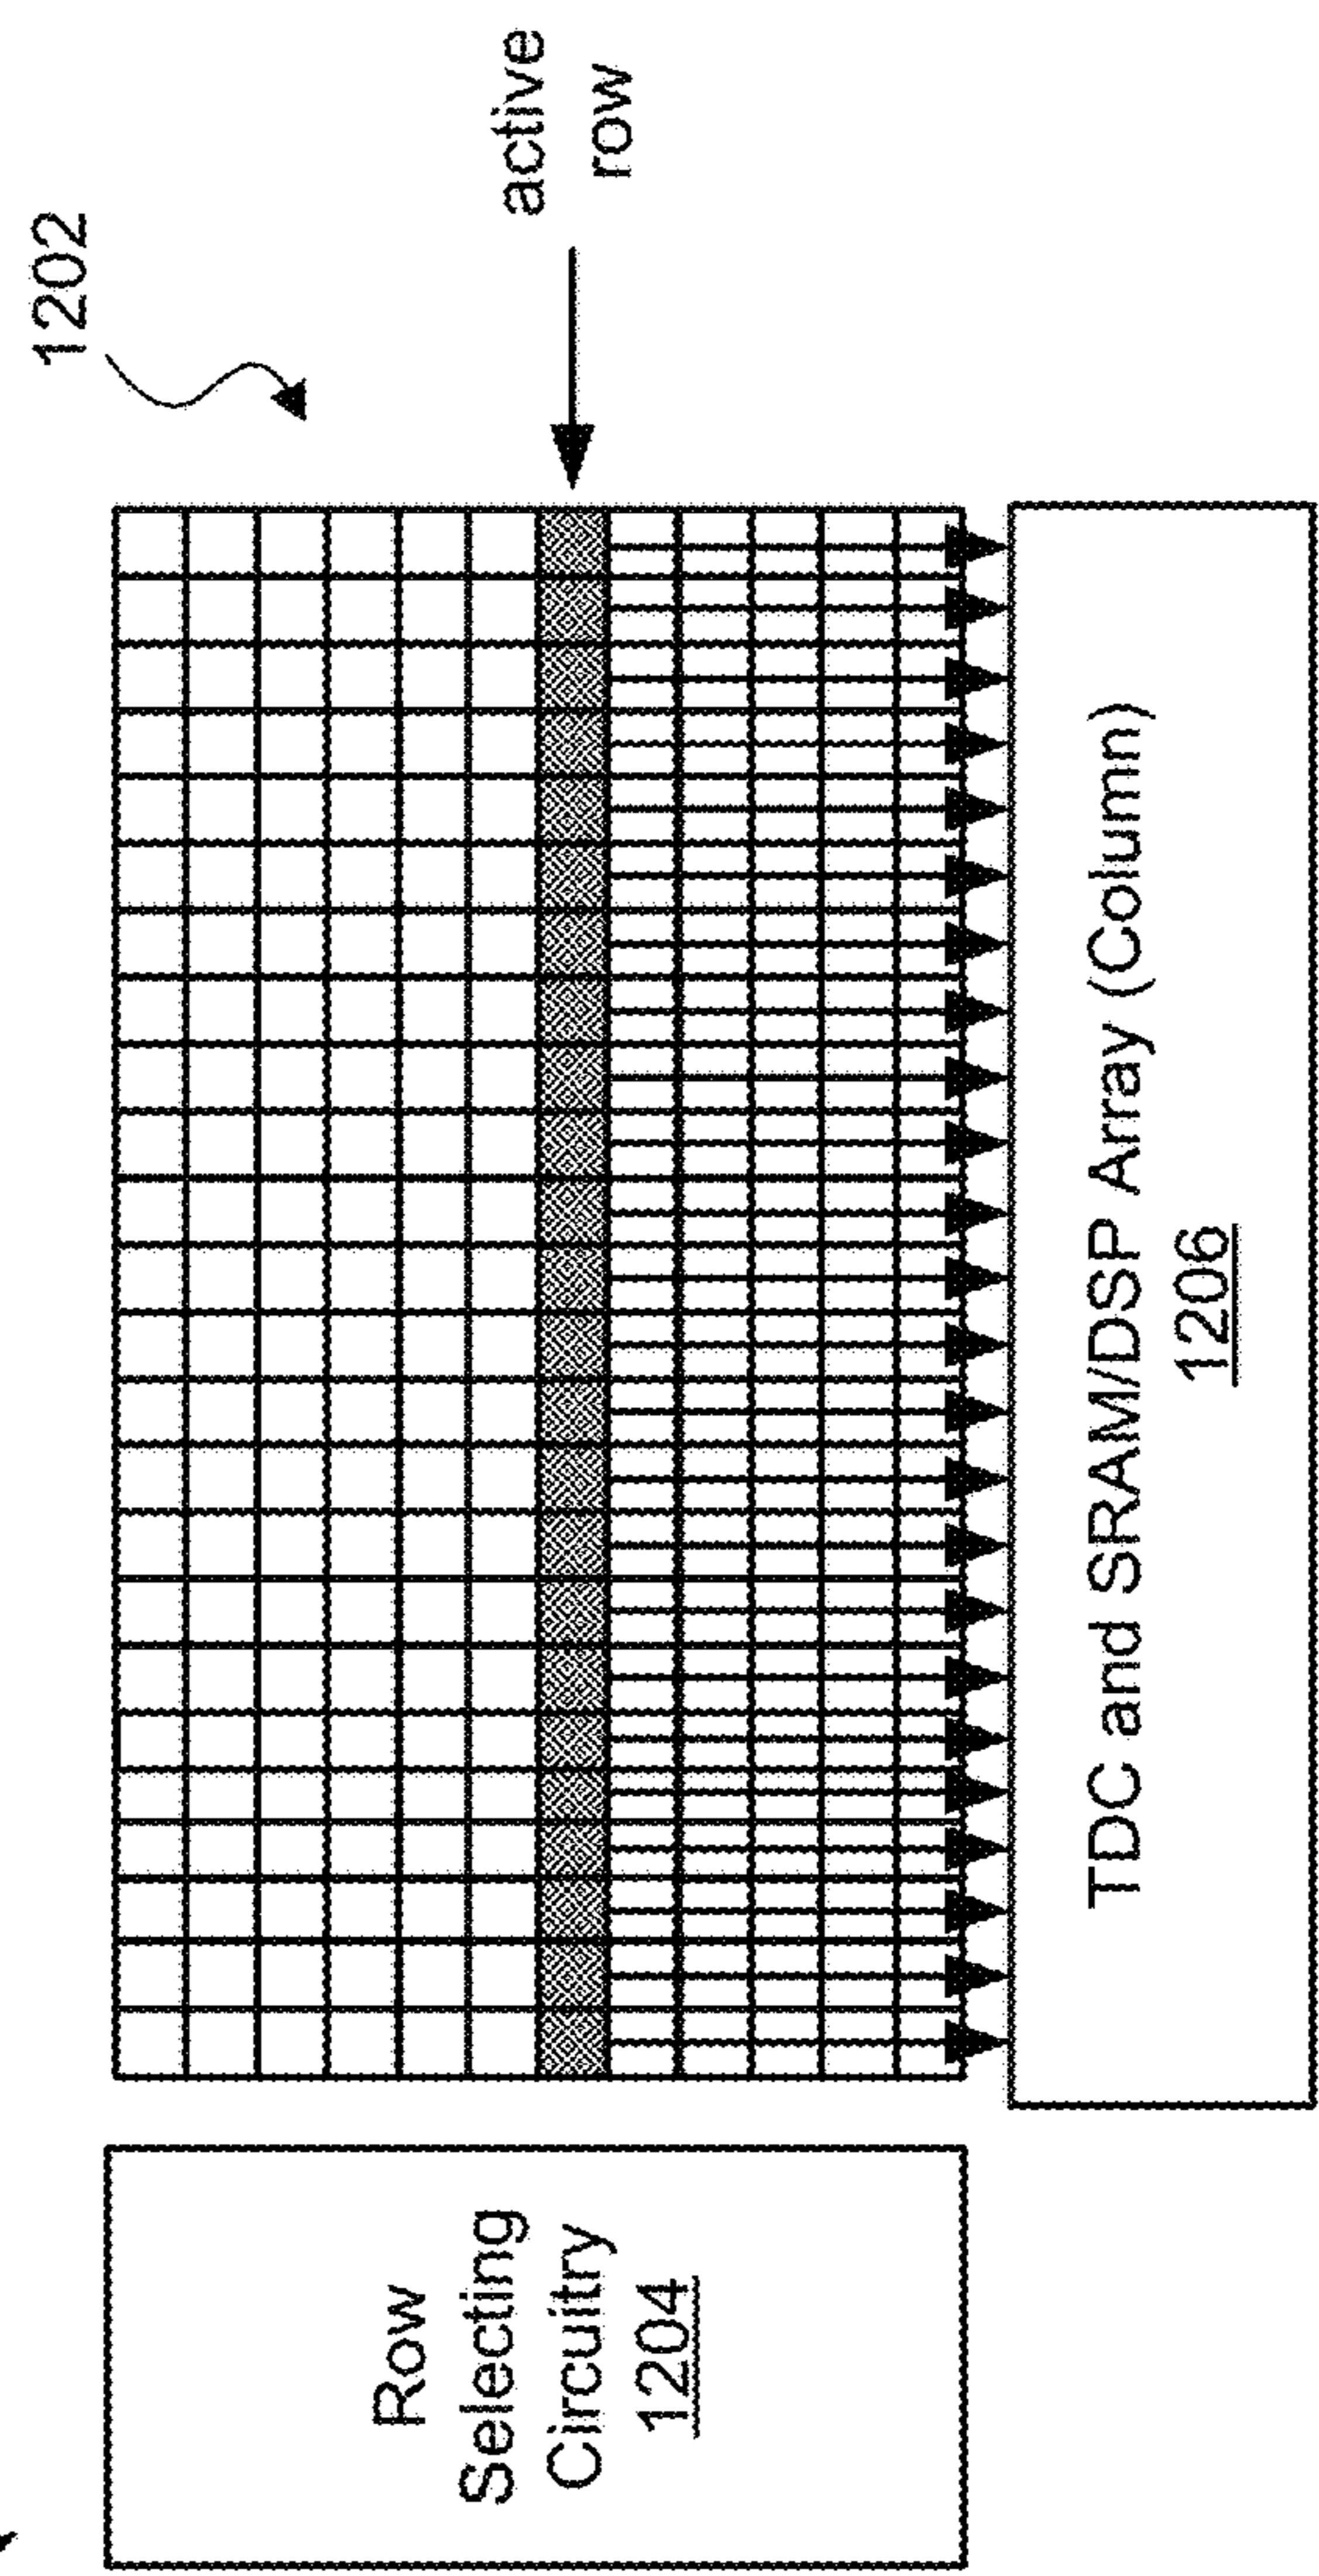 1202
active
row
Row
Selecting
Circuitry
1204
TDC and SRAM/DSP Array (Column)
1206